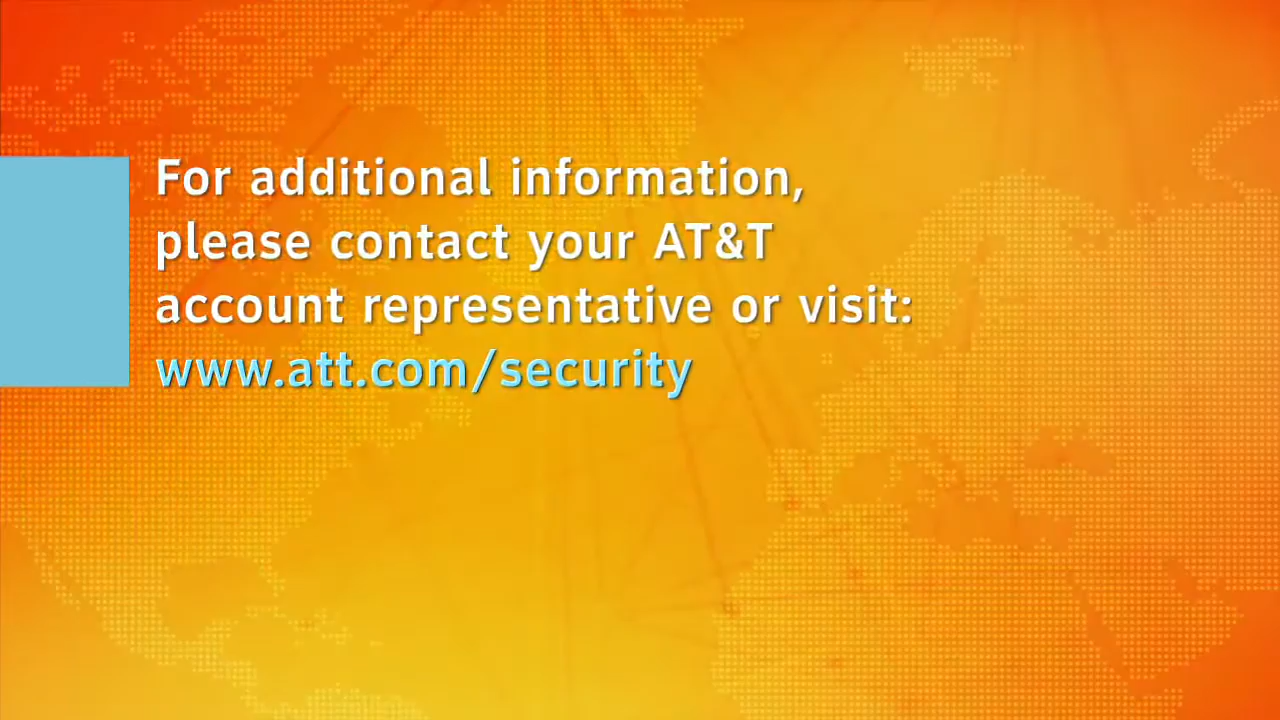 For additional information,
please contact your AT&T
account representative or visit:
www.att.com/security